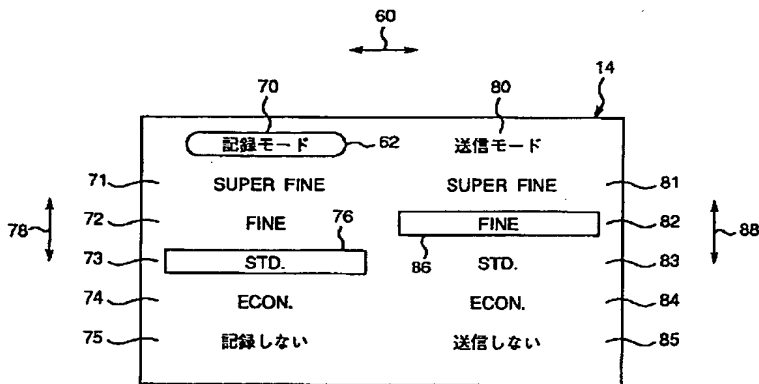 60
70 80 14
記録モード 62 送信モード
71 SUPER FINE SUPER FINE 81
78 72 FINE 76 FINE 82 88
73 STD. 86 STD. 83
74 ECON. ECON. 84
75 記録しない 送信しない 85